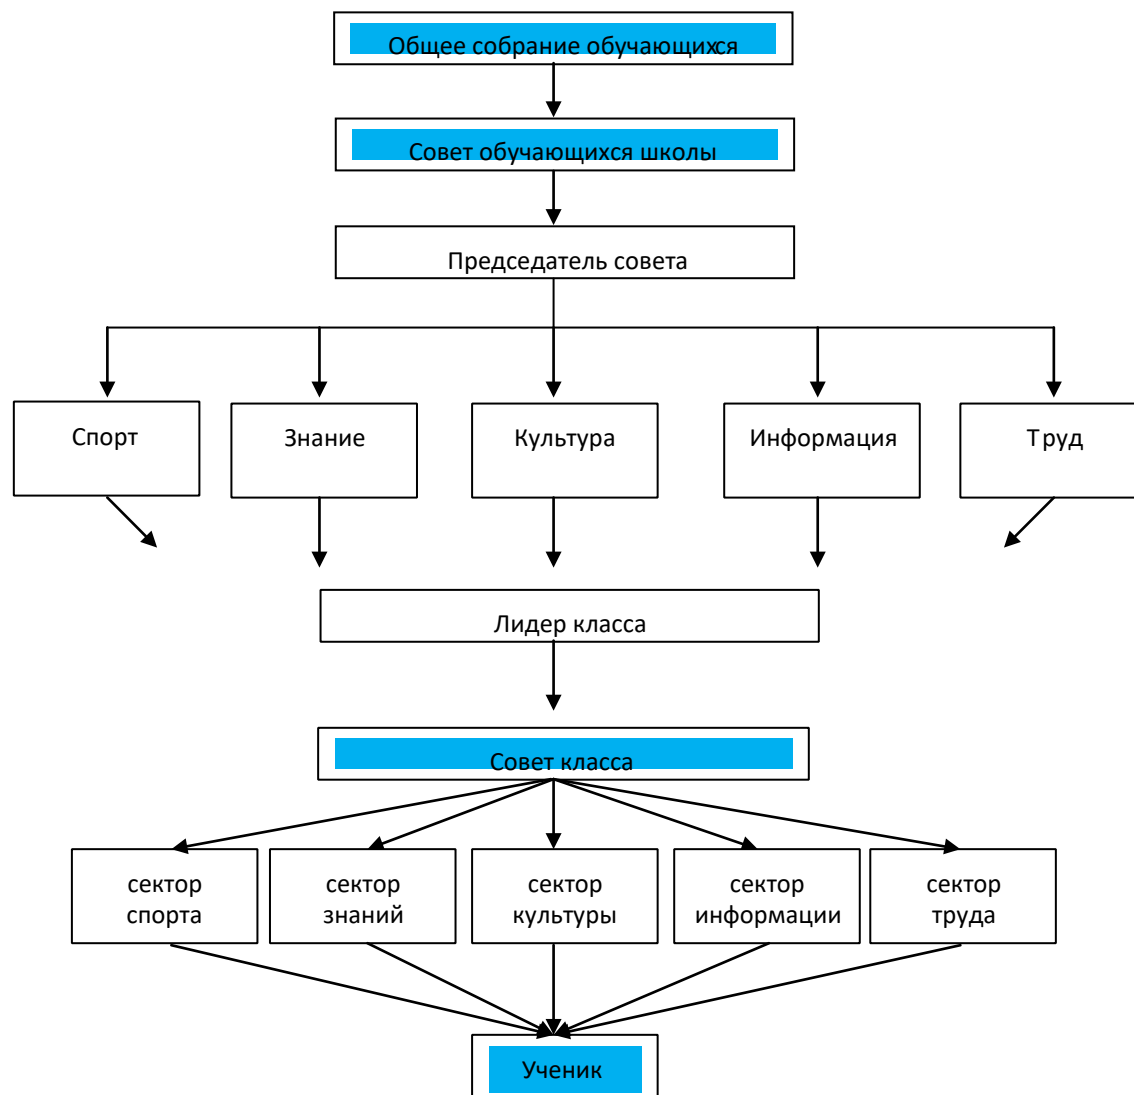 Общее собрание обучающихся
Совет обучающихся школы
Председатель совета
Спорт
Знание
Культура
Информация
Труд
Лидер класса
Совет класса
сектор
спорта
сектор
знаний
сектор
культуры
сектор
информации
сектор
труда
Ученик